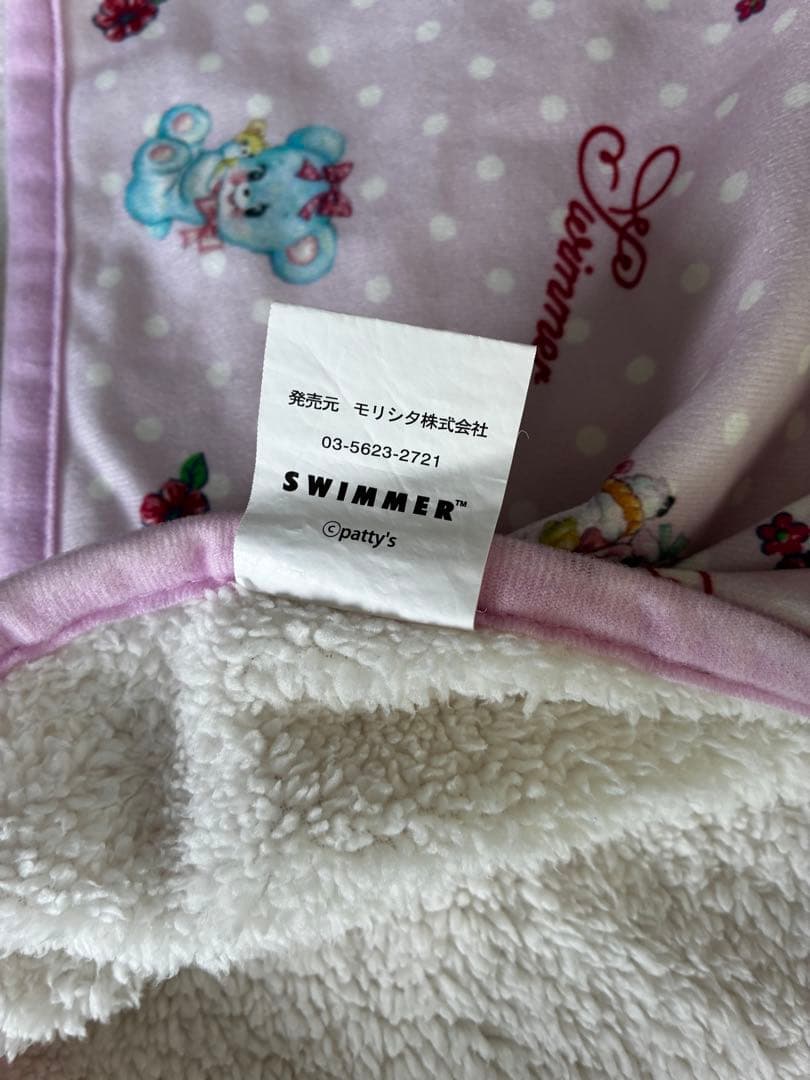 Swimmer
発売元 モリシタ株式会社
03-5623-2721
SWIMMER™
©patty's